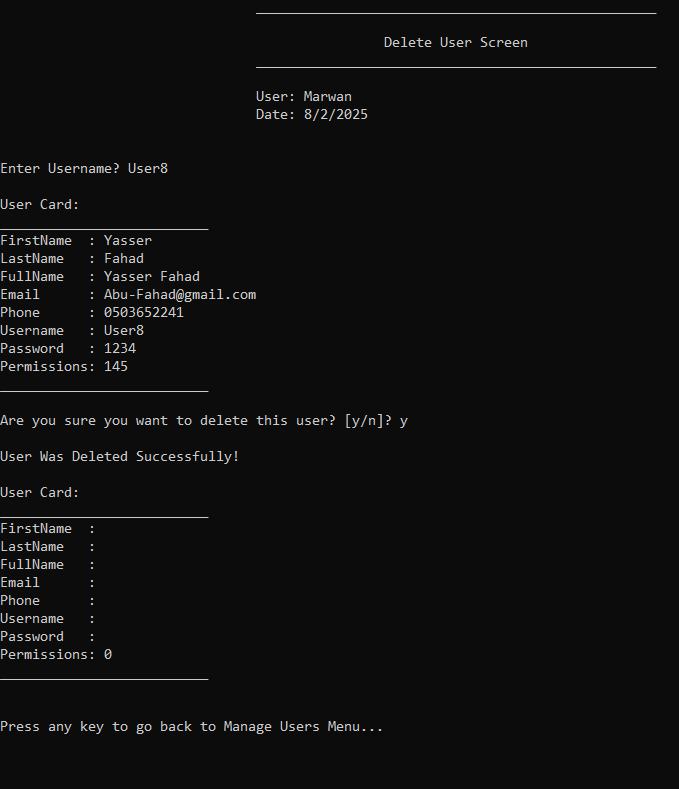 Delete User Screen
User: Marwan
Date: 8/2/2025
Enter Username? User8
User Card:
FirstName  : Yasser
LastName   : Fahad
FullName   : Yasser Fahad
Email      : Abu-Fahad@gmail.com
Phone      : 0503652241
Username   : User8
Password   : 1234
Permissions: 145
Are you sure you want to delete this user? [y/n]? y
User Was Deleted Successfully!
User Card:
FirstName  :
LastName   :
FullName   :
Email      :
Phone      :
Username   :
Password   :
Permissions: 0
Press any key to go back to Manage Users Menu...